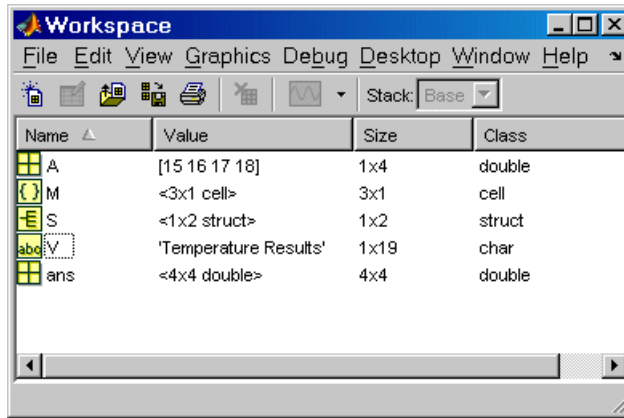 Workspace
File Edit View Graphics Debug Desktop Window Help
Stack: Base
Name Value Size Class
A [15 16 17 18] 1x4 double
{} M <3x1 cell> 3x1 cell
S <1x2 struct> 1x2 struct
abc V 'Temperature Results' 1x19 char
ans <4x4 double> 4x4 double